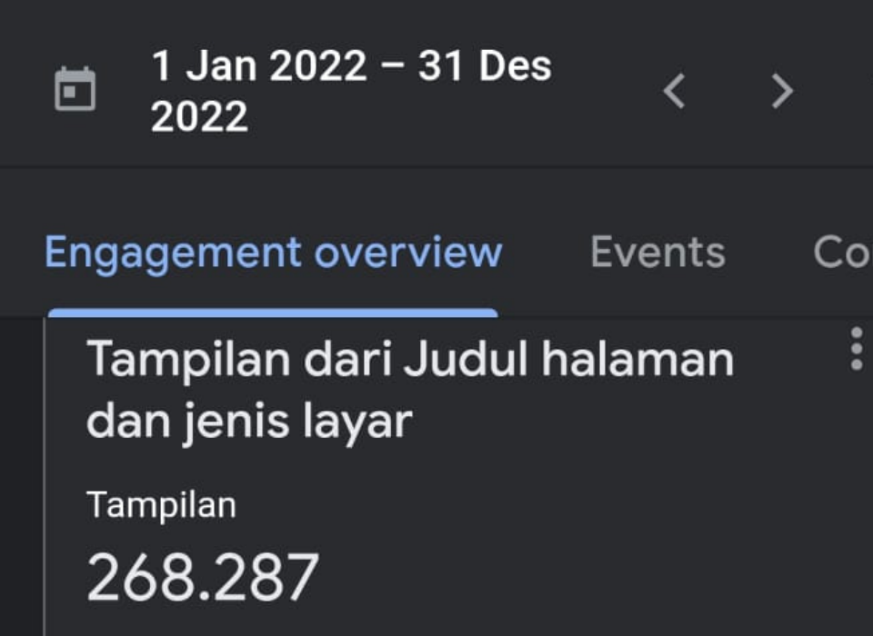 1 Jan 2022 – 31 Des
2022
Engagement overview
Events
Co
Tampilan dari Judul halaman
dan jenis layar
Tampilan
268.287